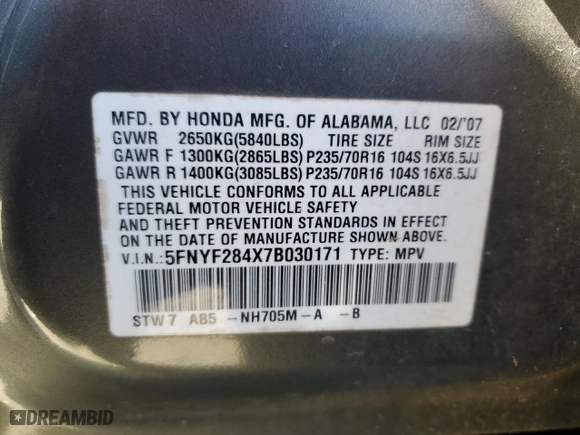 MFD. BY HONDA MFG. OF ALABAMA, LLC 02/'07
GVWR 2650KG(5840LBS) TIRE SIZE RIM SIZE
GAWR F 1300KG(2865LBS) P235/70R16 104S 16X6.5JJ
GAWR R 1400KG(3085LBS) P235/70R16 104S 16X6.5JJ
THIS VEHICLE CONFORMS TO ALL APPLICABLE
FEDERAL MOTOR VEHICLE SAFETY
AND THEFT PREVENTION STANDARDS IN EFFECT
ON THE DATE OF MANUFACTURE SHOWN ABOVE.
V.I.N.:5FNYF284X7B030171 TYPE: MPV
STW7 AB5 -NH705M-A -B
DREAMBID